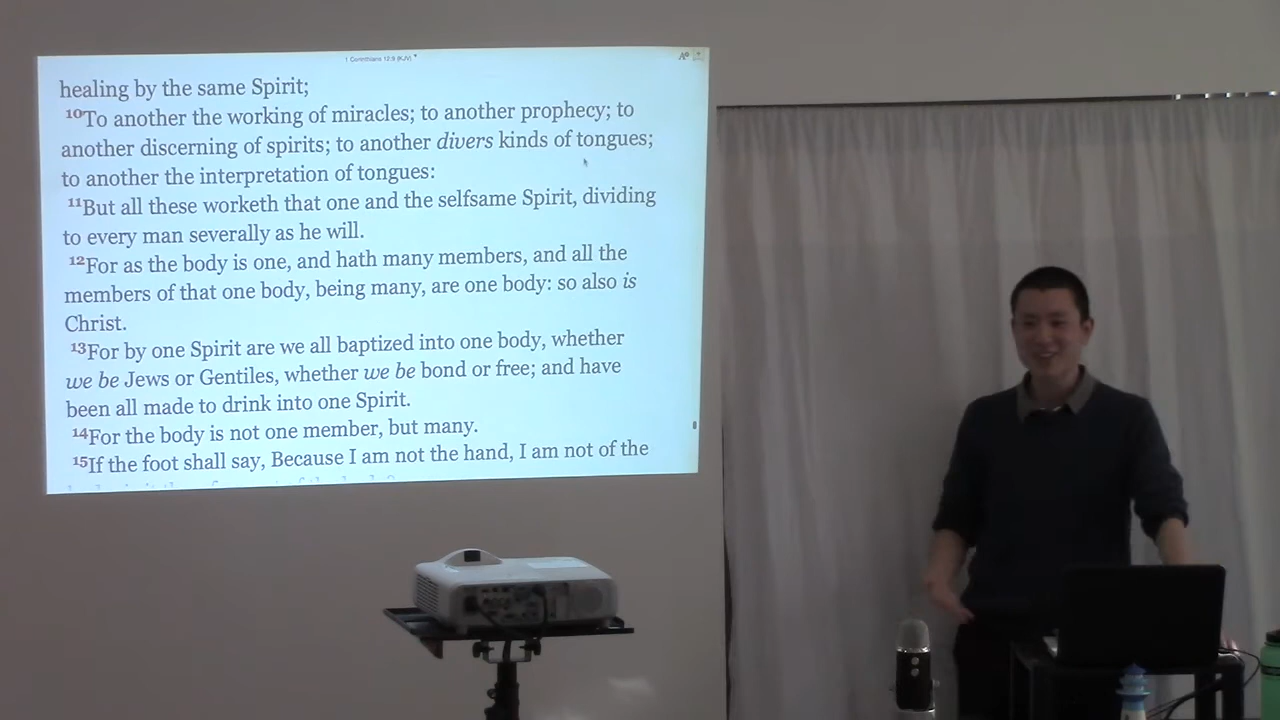 1 Corinthians 12:9 (KJV)
healing by the same Spirit;
10To another the working of miracles; to another prophecy; to
another discerning of spirits; to another divers kinds of tongues;
to another the interpretation of tongues:
11But all these worketh that one and the selfsame Spirit, dividing
to every man severally as he will.
12For as the body is one, and hath many members, and all the
members of that one body, being many, are one body: so also is
Christ.
13For by one Spirit are we all baptized into one body, whether
we be Jews or Gentiles, whether we be bond or free; and have
been all made to drink into one Spirit.
14For the body is not one member, but many.
15If the foot shall say, Because I am not the hand, I am not of the